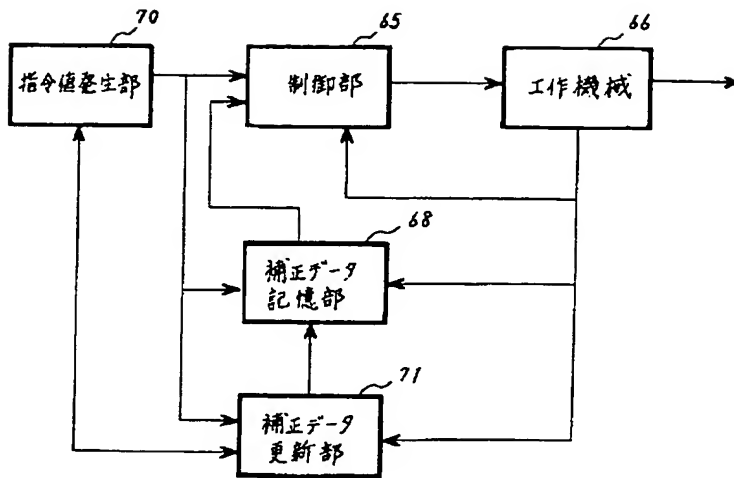 70
指令値発生部
65
制御部
66
工作機械
68
補正データ
記憶部
71
補正データ
更新部